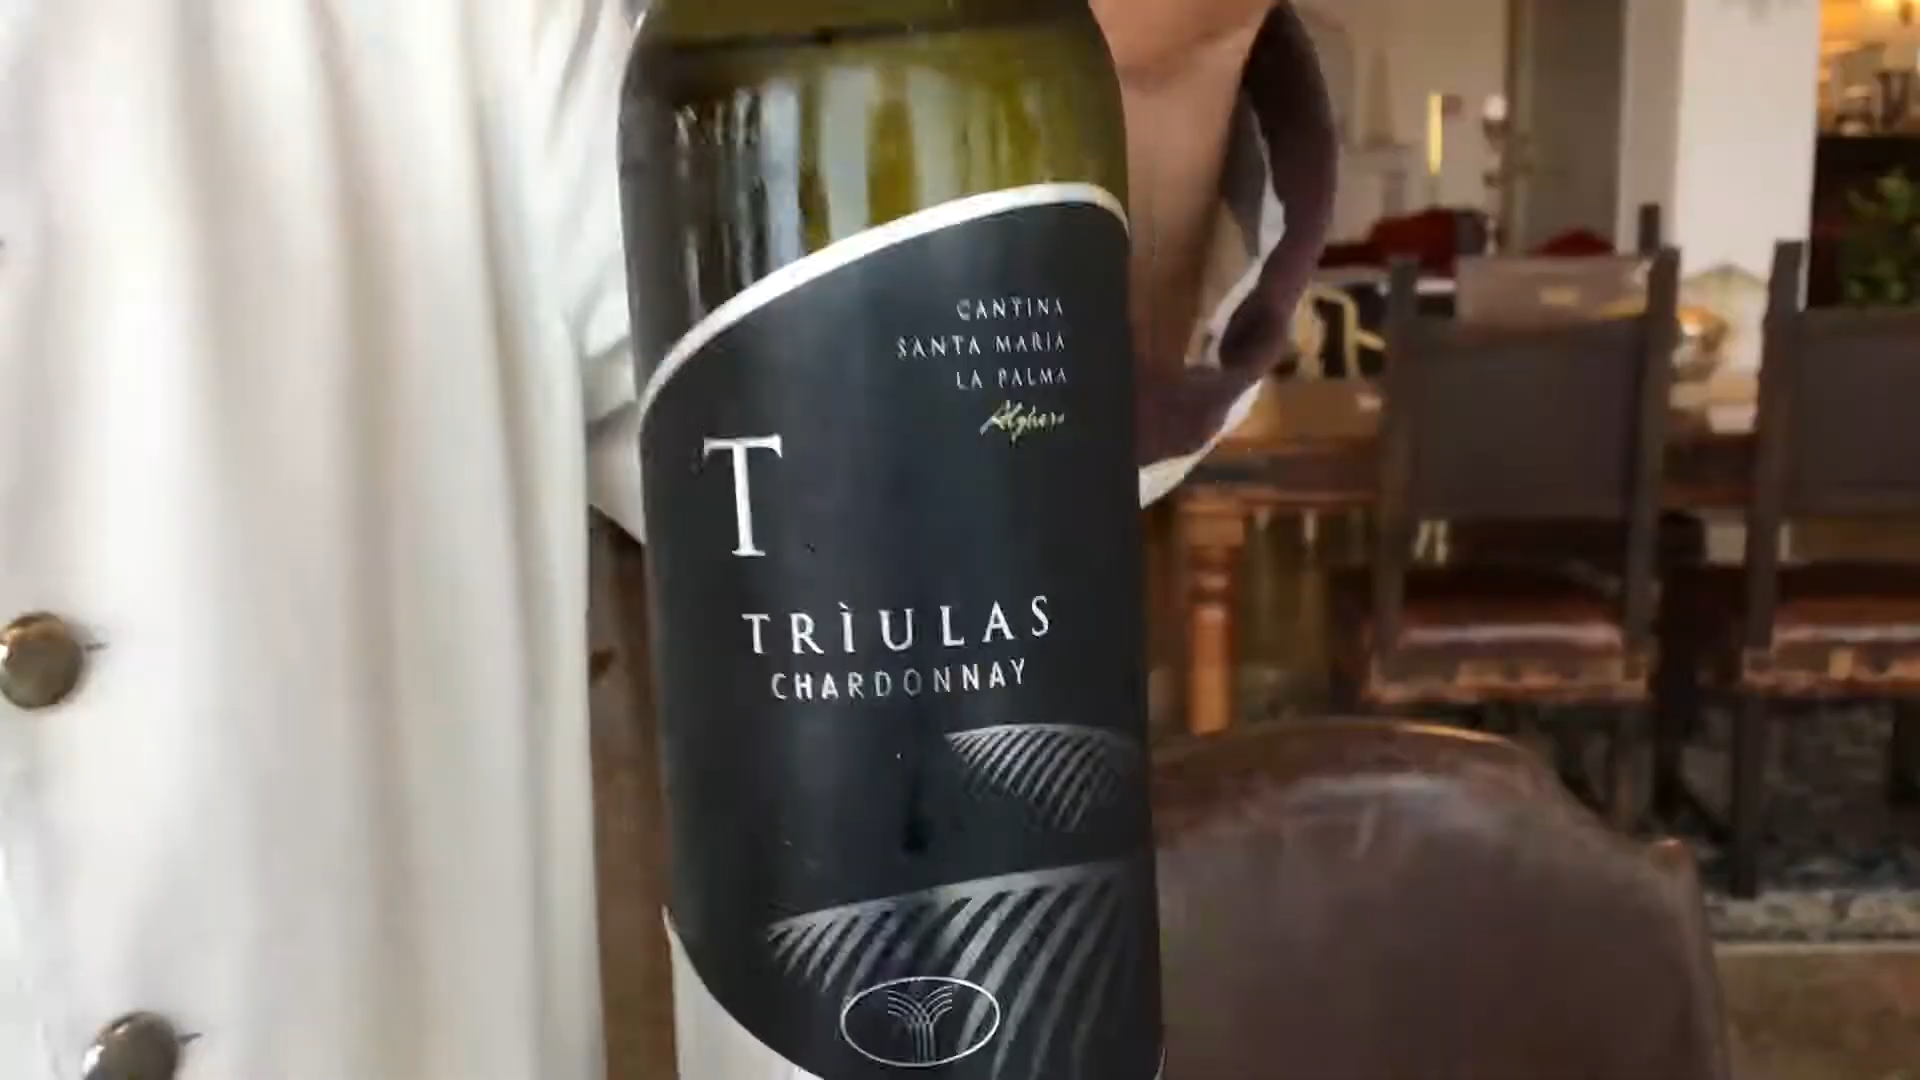 CANTINA
SANTA MARIA
LA PALMA
Alghero
T
TRÌULAS
CHARDONNAY